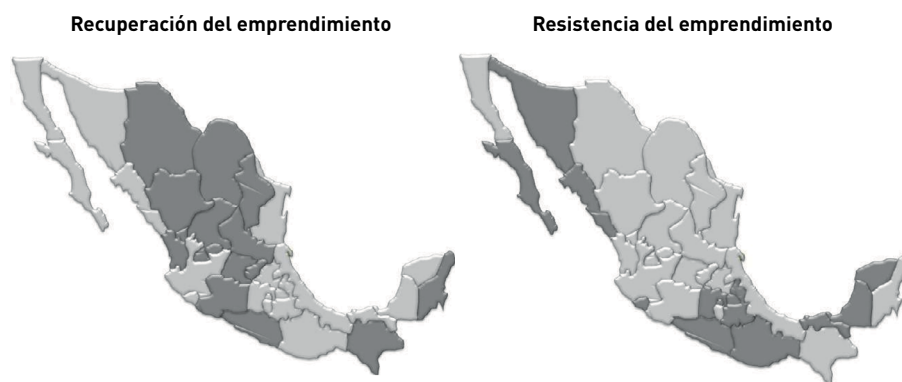 Recuperación del emprendimiento
Resistencia del emprendimiento